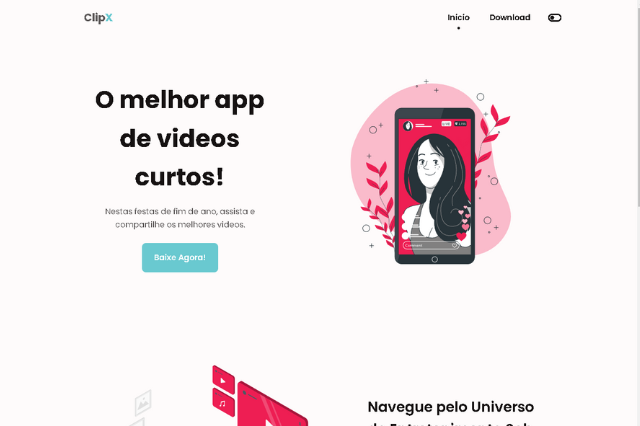 ClipX
Inicio
Download
O melhor app
de videos
curtos!
Nestas festas de fim de ano, assista e
compartilhe os melhores videos.
Baixe Agora!
Navegue pelo Universo